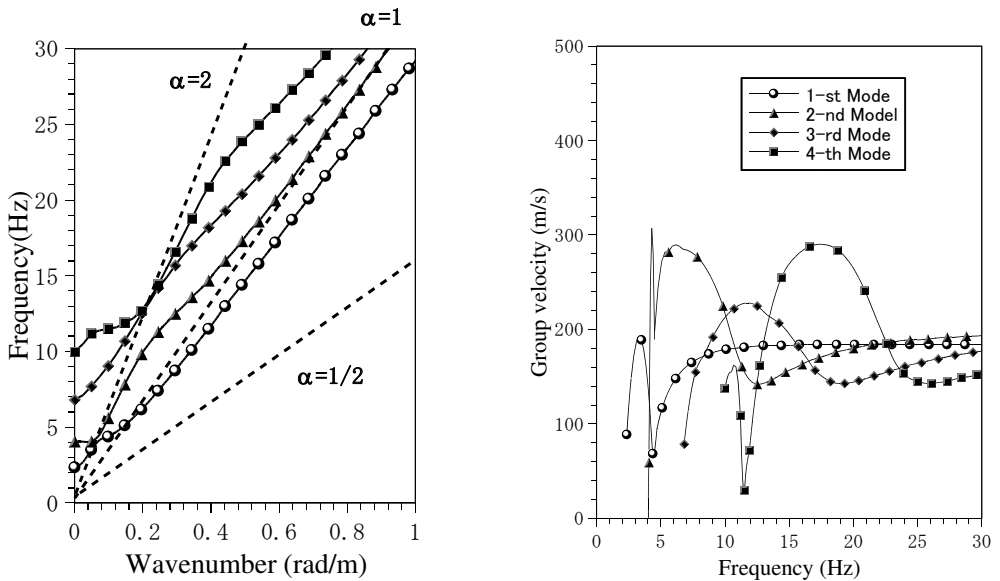 α=1
α=2
α=1/2
30
25
20
15
10
5
0
Frequency(Hz)
0 0.2 0.4 0.6 0.8 1
Wavenumber (rad/m)
500
400
300
200
100
0
Group velocity (m/s)
1-st Mode
2-nd Model
3-rd Mode
4-th Mode
0 5 10 15 20 25 30
Frequency (Hz)